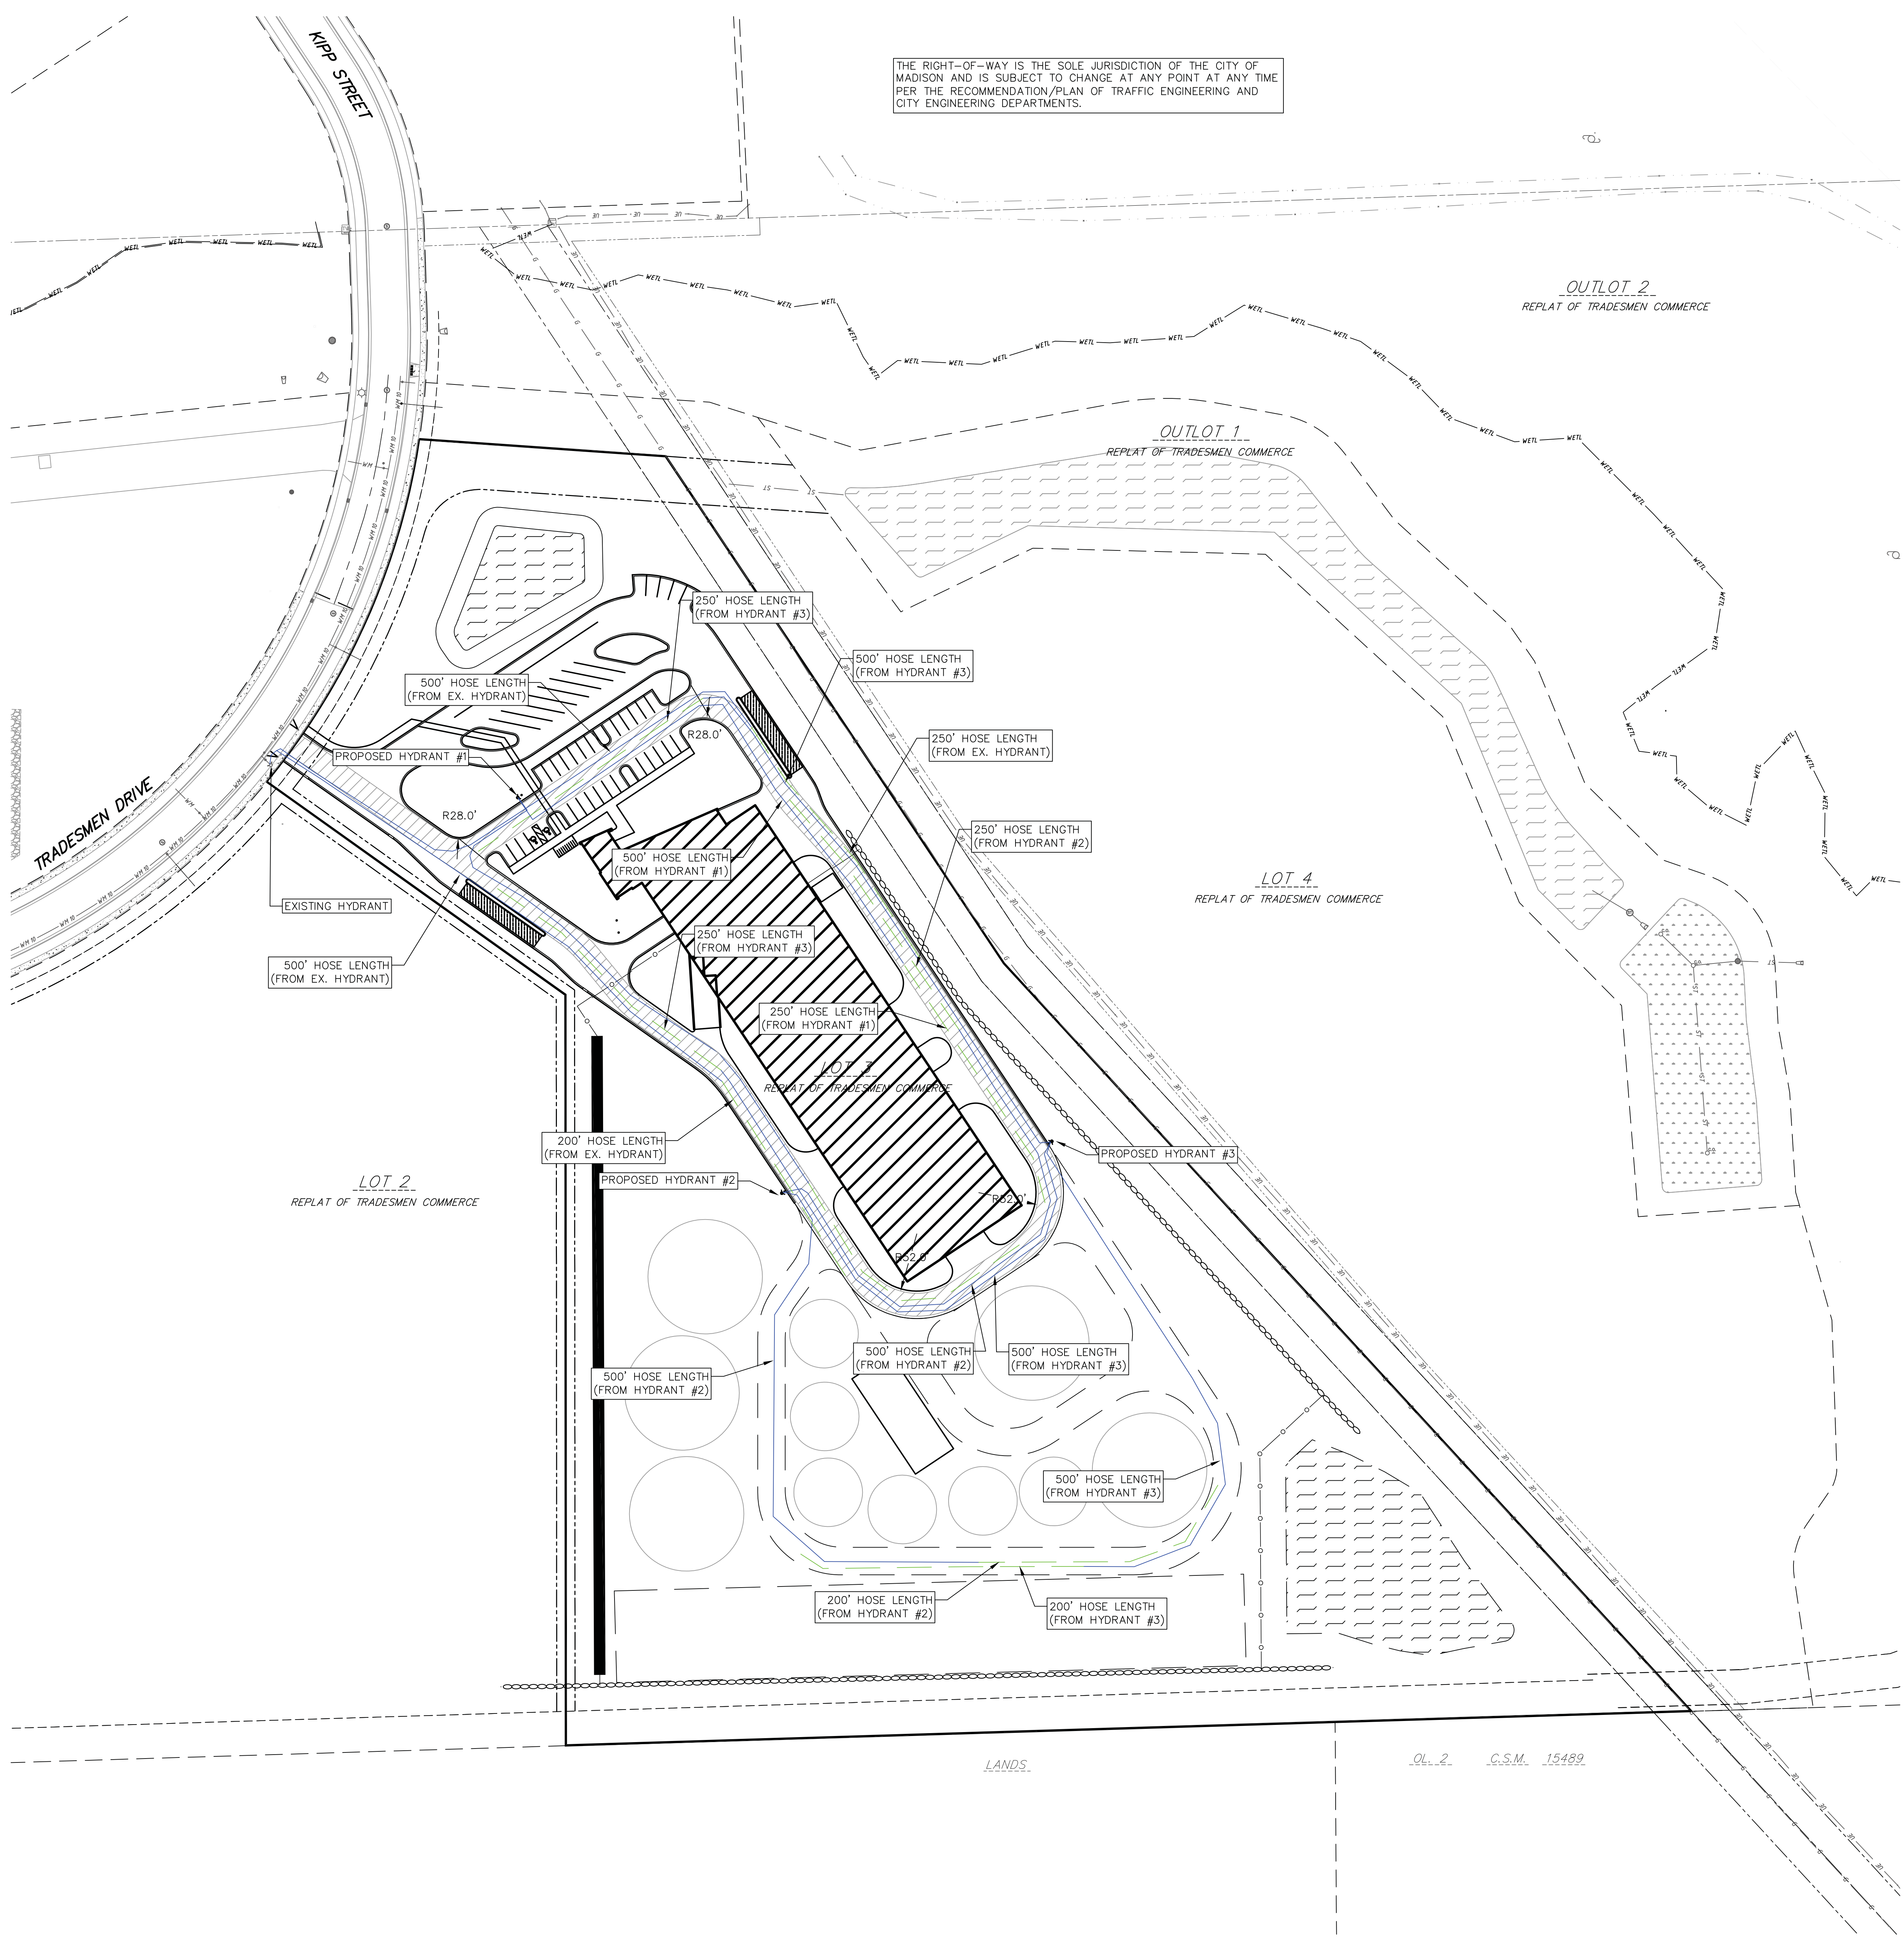 KIPP STREET
THE RIGHT-OF-WAY IS THE SOLE JURISDICTION OF THE CITY OF
MADISON AND IS SUBJECT TO CHANGE AT ANY POINT AT ANY TIME
PER THE RECOMMENDATION/PLAN OF TRAFFIC ENGINEERING AND
CITY ENGINEERING DEPARTMENTS.
OUTLOT 2
REPLAT OF TRADESMEN COMMERCE
OUTLOT 1
REPLAT OF TRADESMEN COMMERCE
250' HOSE LENGTH
(FROM HYDRANT #3)
500' HOSE LENGTH
(FROM HYDRANT #3)
500' HOSE LENGTH
(FROM EX. HYDRANT)
R28.0'
250' HOSE LENGTH
(FROM EX. HYDRANT)
PROPOSED HYDRANT #1
TRADESMEN DRIVE
R28.0'
250' HOSE LENGTH
(FROM HYDRANT #2)
500' HOSE LENGTH
(FROM HYDRANT #1)
LOT 4
REPLAT OF TRADESMEN COMMERCE
EXISTING HYDRANT
250' HOSE LENGTH
(FROM HYDRANT #3)
500' HOSE LENGTH
(FROM EX. HYDRANT)
250' HOSE LENGTH
(FROM HYDRANT #1)
LOT 3
REPLAT OF TRADESMEN COMMERCE
200' HOSE LENGTH
(FROM EX. HYDRANT)
PROPOSED HYDRANT #3
PROPOSED HYDRANT #2
LOT 2
REPLAT OF TRADESMEN COMMERCE
R52.0'
R52.0'
500' HOSE LENGTH
(FROM HYDRANT #2)
500' HOSE LENGTH
(FROM HYDRANT #3)
500' HOSE LENGTH
(FROM HYDRANT #2)
500' HOSE LENGTH
(FROM HYDRANT #3)
200' HOSE LENGTH
(FROM HYDRANT #2)
200' HOSE LENGTH
(FROM HYDRANT #3)
LANDS
OL. 2 C.S.M. 15489